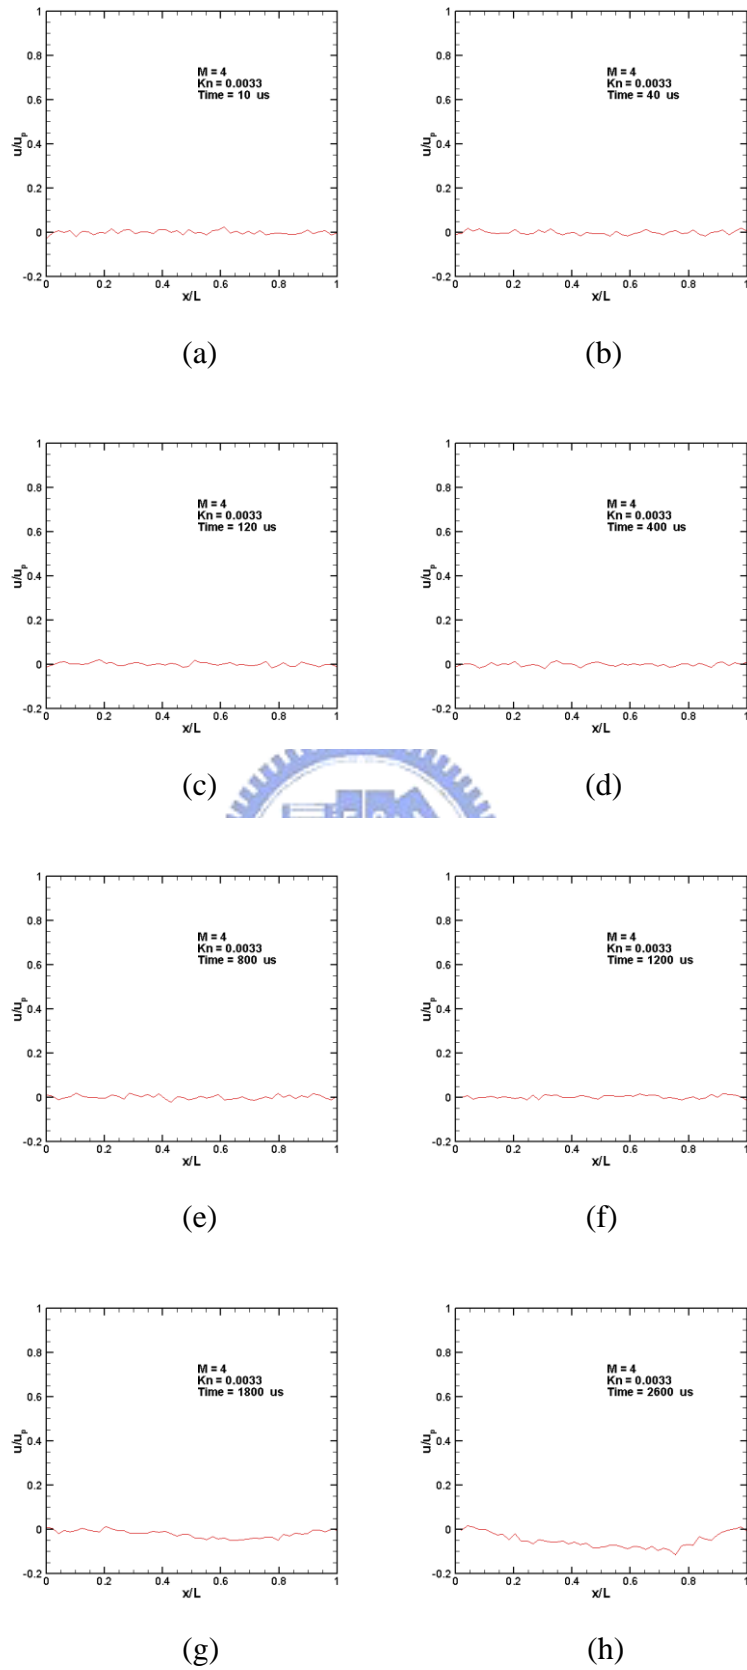 1
0.8
0.6
0.4
0.2
0
-0.2
u/up
M = 4
Kn = 0.0033
Time = 10 us
0 0.2 0.4 0.6 0.8 1
x/L
(a)
1
0.8
0.6
0.4
0.2
0
-0.2
u/up
M = 4
Kn = 0.0033
Time = 40 us
0 0.2 0.4 0.6 0.8 1
x/L
(b)
1
0.8
0.6
0.4
0.2
0
-0.2
u/up
M = 4
Kn = 0.0033
Time = 120 us
0 0.2 0.4 0.6 0.8 1
x/L
(c)
1
0.8
0.6
0.4
0.2
0
-0.2
u/up
M = 4
Kn = 0.0033
Time = 400 us
0 0.2 0.4 0.6 0.8 1
x/L
(d)
1
0.8
0.6
0.4
0.2
0
-0.2
u/up
M = 4
Kn = 0.0033
Time = 800 us
0 0.2 0.4 0.6 0.8 1
x/L
(e)
1
0.8
0.6
0.4
0.2
0
-0.2
u/up
M = 4
Kn = 0.0033
Time = 1200 us
0 0.2 0.4 0.6 0.8 1
x/L
(f)
1
0.8
0.6
0.4
0.2
0
-0.2
u/up
M = 4
Kn = 0.0033
Time = 1800 us
0 0.2 0.4 0.6 0.8 1
x/L
(g)
1
0.8
0.6
0.4
0.2
0
-0.2
u/up
M = 4
Kn = 0.0033
Time = 2600 us
0 0.2 0.4 0.6 0.8 1
x/L
(h)